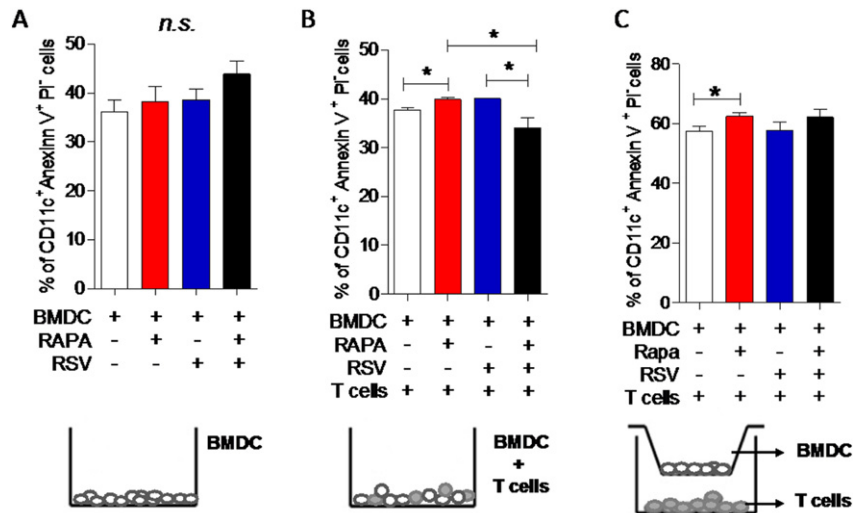 A
n.s.
% of CD11c+ Anexinn V+ PI- cells
50
40
30
20
10
0
BMDC + + + +
RAPA - + - +
RSV - - + +
BMDC
B
% of CD11c+ Annexin V+ PI- cells
50
40
30
20
10
0
*
*
*
BMDC + + + +
RAPA - + - +
RSV - - + +
T cells + + + +
BMDC
+
T cells
C
% of CD11c+ Annexin V+ PI- cells
80
60
40
20
0
*
BMDC + + + +
Rapa - + - +
RSV - - + +
T cells + + + +
BMDC
T cells